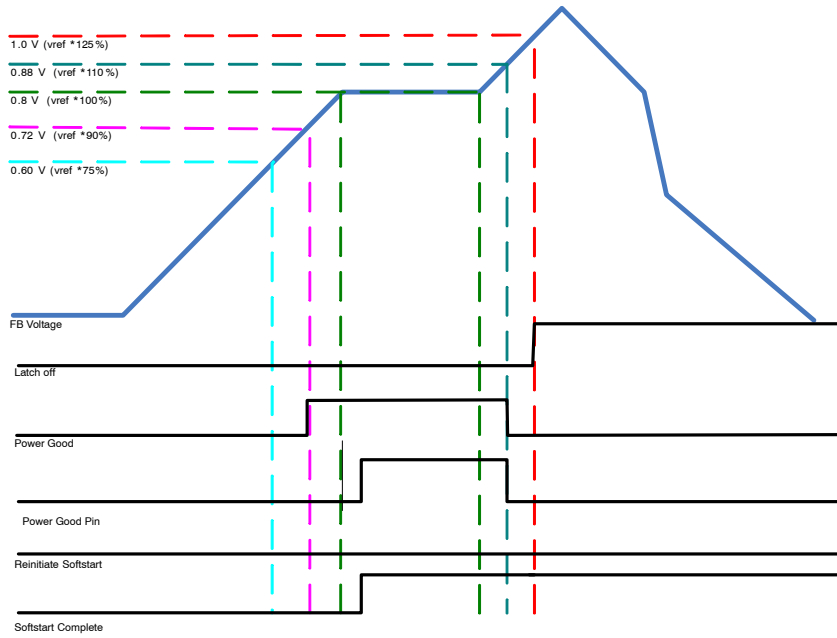 1.0 V (vref *125%)
0.88 V (vref *110%)
0.8 V (vref *100%)
0.72 V (vref *90%)
0.60 V (vref *75%)
FB Voltage
Latch off
Power Good
Power Good Pin
Reinitiate Softstart
Softstart Complete